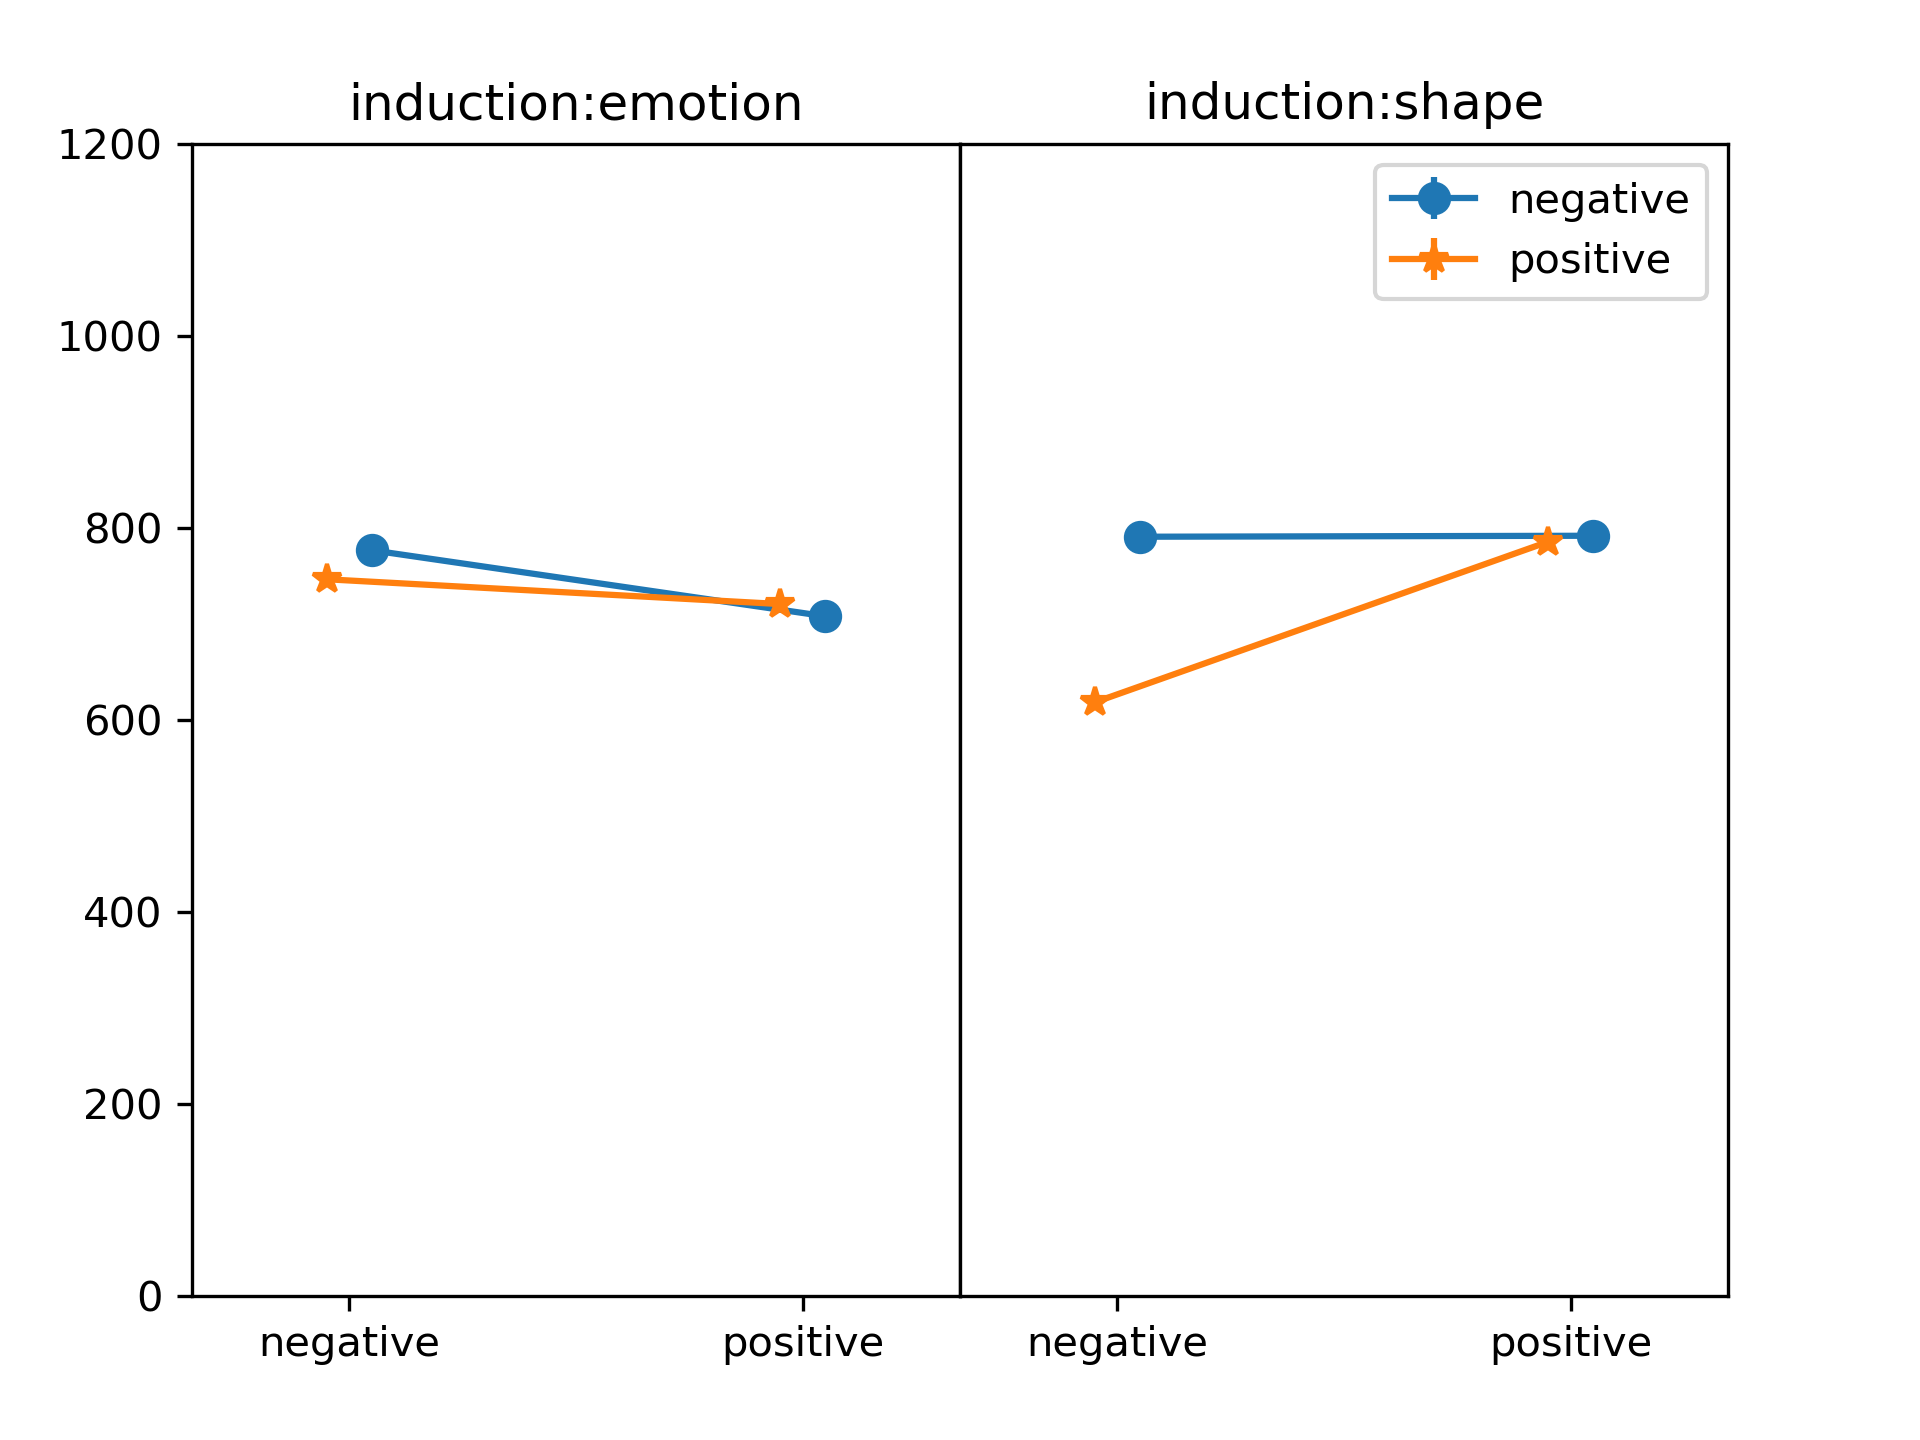 induction:emotion
induction:shape
1200
1000
800
600
400
200
0
negative
positive
negative
positive
negative
positive